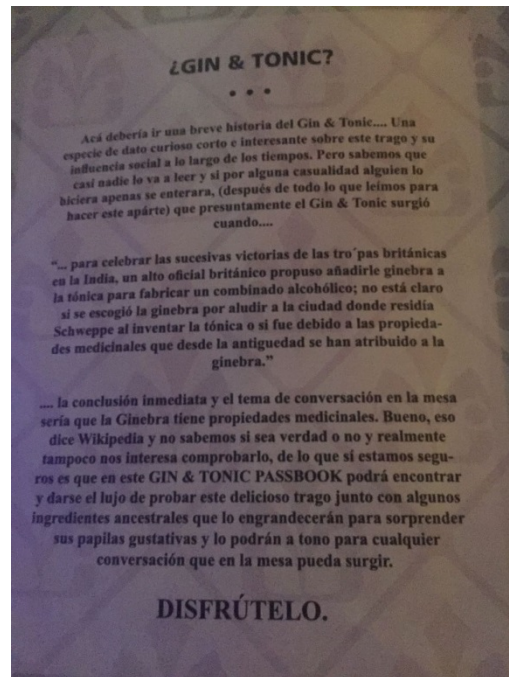 ¿GIN & TONIC?
• • •
Acá debería ir una breve historia del Gin & Tonic.... Una
especie de dato curioso corto e interesante sobre este trago y su
influencia social a lo largo de los tiempos. Pero sabemos que
casi nadie lo va a leer y si por alguna casualidad alguien lo
hiciera apenas se enterara, (después de todo lo que leímos para
hacer este apárte) que presuntamente el Gin & Tonic surgió
cuando....
“... para celebrar las sucesivas victorias de las tro´pas británicas
en la India, un alto oficial británico propuso añadirle ginebra a
la tónica para fabricar un combinado alcohólico; no está claro
si se escogió la ginebra por aludir a la ciudad donde residía
Schweppe al inventar la tónica o si fue debido a las propieda-
des medicinales que desde la antiguedad se han atribuido a la
ginebra.”
.... la conclusión inmediata y el tema de conversación en la mesa
sería que la Ginebra tiene propiedades medicinales. Bueno, eso
dice Wikipedia y no sabemos si sea verdad o no y realmente
tampoco nos interesa comprobarlo, de lo que si estamos segu-
ros es que en este GIN & TONIC PASSBOOK podrá encontrar
y darse el lujo de probar este delicioso trago junto con algunos
ingredientes ancestrales que lo engrandecerán para sorprender
sus papilas gustativas y lo podrán a tono para cualquier
conversación que en la mesa pueda surgir.
DISFRÚTELO.